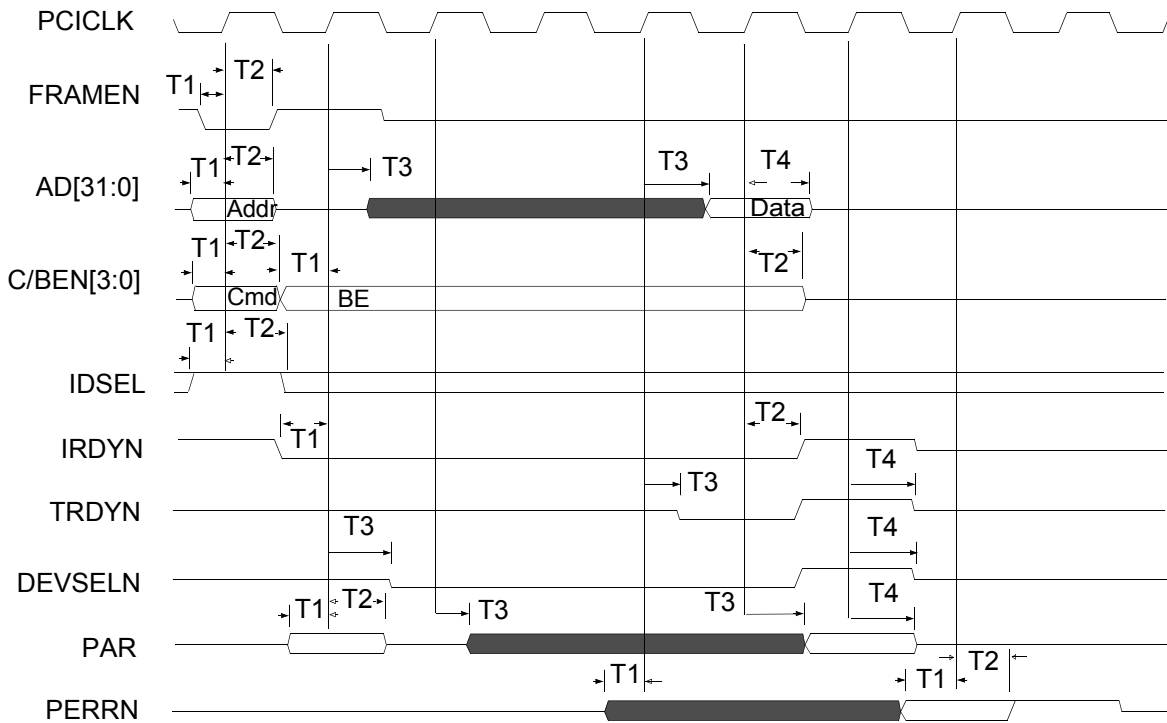 PCICLK
T1 T2
FRAMEN
T1 T2 T3 T3 T4
AD[31:0]
Addr Data
T1 T2 T1 T2
C/BEN[3:0]
Cmd BE
T1 T2
IDSEL
T1 T2
IRDYN
T3 T4
TRDYN
T3 T4
DEVSELN
T1 T2 T3 T3 T4
PAR
T1 T1 T2
PERRN